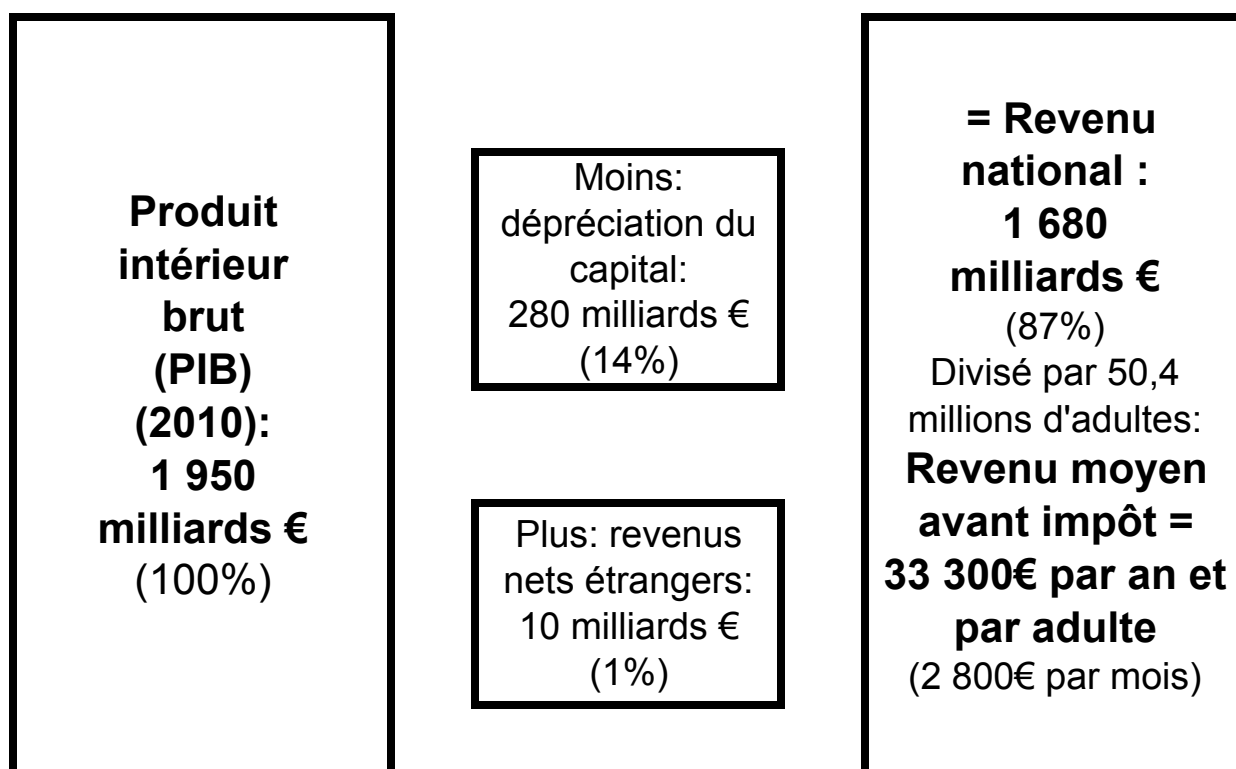 Produit
intérieur
brut
(PIB)
(2010):
1 950
milliards €
(100%)
Moins:
dépréciation du
capital:
280 milliards €
(14%)
Plus: revenus
nets étrangers:
10 milliards €
(1%)
= Revenu
national :
1 680
milliards €
(87%)
Divisé par 50,4
millions d'adultes:
Revenu moyen
avant impôt =
33 300€ par an et
par adulte
(2 800€ par mois)